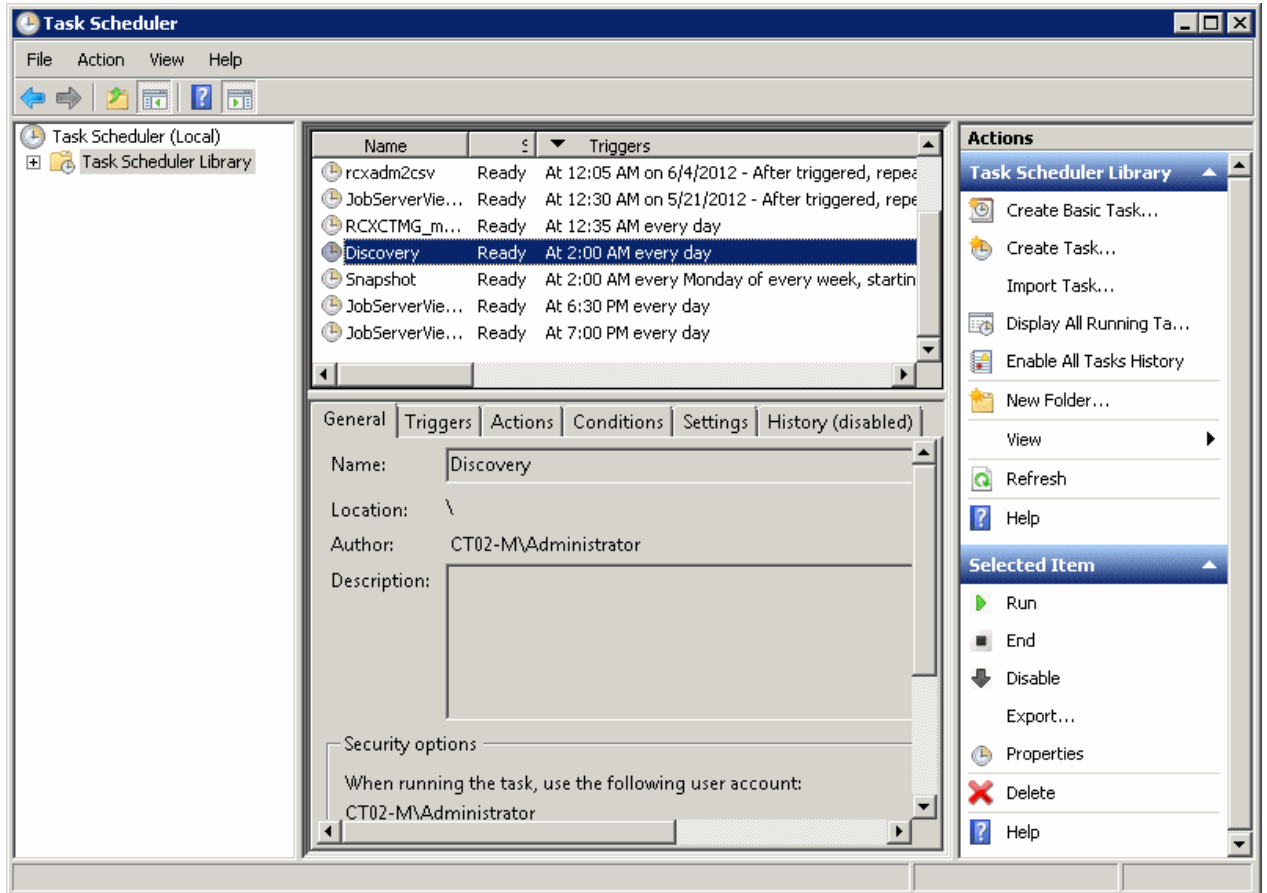 Task Scheduler
File Action View Help
Task Scheduler (Local)
Task Scheduler Library
Name S Triggers
rcxadm2csv Ready At 12:05 AM on 6/4/2012 - After triggered, repea
JobServerVie... Ready At 12:30 AM on 5/21/2012 - After triggered, repe
RCXCTMG_m... Ready At 12:35 AM every day
Discovery Ready At 2:00 AM every day
Snapshot Ready At 2:00 AM every Monday of every week, startin
JobServerVie... Ready At 6:30 PM every day
JobServerVie... Ready At 7:00 PM every day
General Triggers Actions Conditions Settings History (disabled)
Name: Discovery
Location: \
Author: CT02-M\Administrator
Description:
Security options
When running the task, use the following user account:
CT02-M\Administrator
Actions
Task Scheduler Library
Create Basic Task...
Create Task...
Import Task...
Display All Running Ta...
Enable All Tasks History
New Folder...
View
Refresh
Help
Selected Item
Run
End
Disable
Export...
Properties
Delete
Help